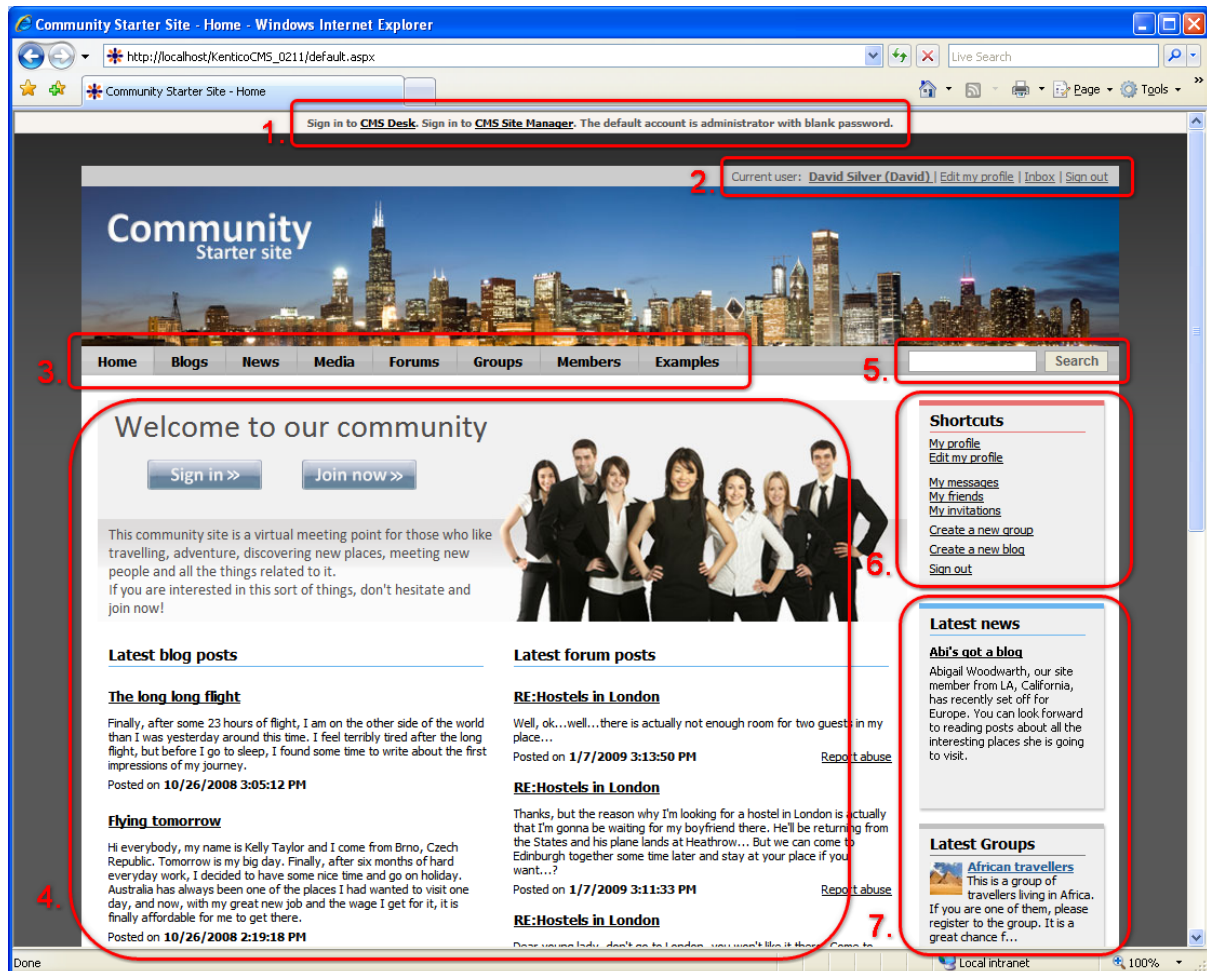 Community Starter Site - Home - Windows Internet Explorer
http://localhost/KenticoCMS_0211/default.aspx
Live Search
Community Starter Site - Home
Page
Tools
1.
Sign in to CMS Desk. Sign in to CMS Site Manager. The default account is administrator with blank password.
2.
Current user: David Silver (David) | Edit my profile | Inbox | Sign out
Community
Starter site
3.
Home Blogs News Media Forums Groups Members Examples
5.
Search
Welcome to our community
Sign in »
Join now »
This community site is a virtual meeting point for those who like
travelling, adventure, discovering new places, meeting new
people and all the things related to it.
If you are interested in this sort of things, don't hesitate and
join now!
Latest blog posts
The long long flight
Finally, after some 23 hours of flight, I am on the other side of the world
than I was yesterday around this time. I feel terribly tired after the long
flight, but before I go to sleep, I found some time to write about the first
impressions of my journey.
Posted on 10/26/2008 3:05:12 PM
Flying tomorrow
Hi everybody, my name is Kelly Taylor and I come from Brno, Czech
Republic. Tomorrow is my big day. Finally, after six months of hard
everyday work, I decided to have some nice time and go on holiday.
Australia has always been one of the places I had wanted to visit one
day, and now, with my great new job and the wage I get for it, it is
finally affordable for me to get there.
Posted on 10/26/2008 2:19:18 PM
4.
Latest forum posts
RE:Hostels in London
Well, ok...well...there is actually not enough room for two guests in my
place...
Posted on 1/7/2009 3:13:50 PM
Report abuse
RE:Hostels in London
Thanks, but the reason why I'm looking for a hostel in London is actually
that I'm gonna be waiting for my boyfriend there. He'll be returning from
the States and his plane lands at Heathrow... But we can come to
Edinburgh together some time later and stay at your place if you
want...?
Posted on 1/7/2009 3:11:33 PM
Report abuse
RE:Hostels in London
Dear young lady, don't go to London, you won't like it there! Come to
Shortcuts
My profile
Edit my profile
My messages
My friends
My invitations
Create a new group
Create a new blog
Sign out
6.
Latest news
Abi's got a blog
Abigail Woodwarth, our site
member from LA, California,
has recently set off for
Europe. You can look forward
to reading posts about all the
interesting places she is going
to visit.
Latest Groups
African travellers
This is a group of
travellers living in Africa.
If you are one of them, please
register to the group. It is a
great chance f...
7.
Done
Local intranet
100%